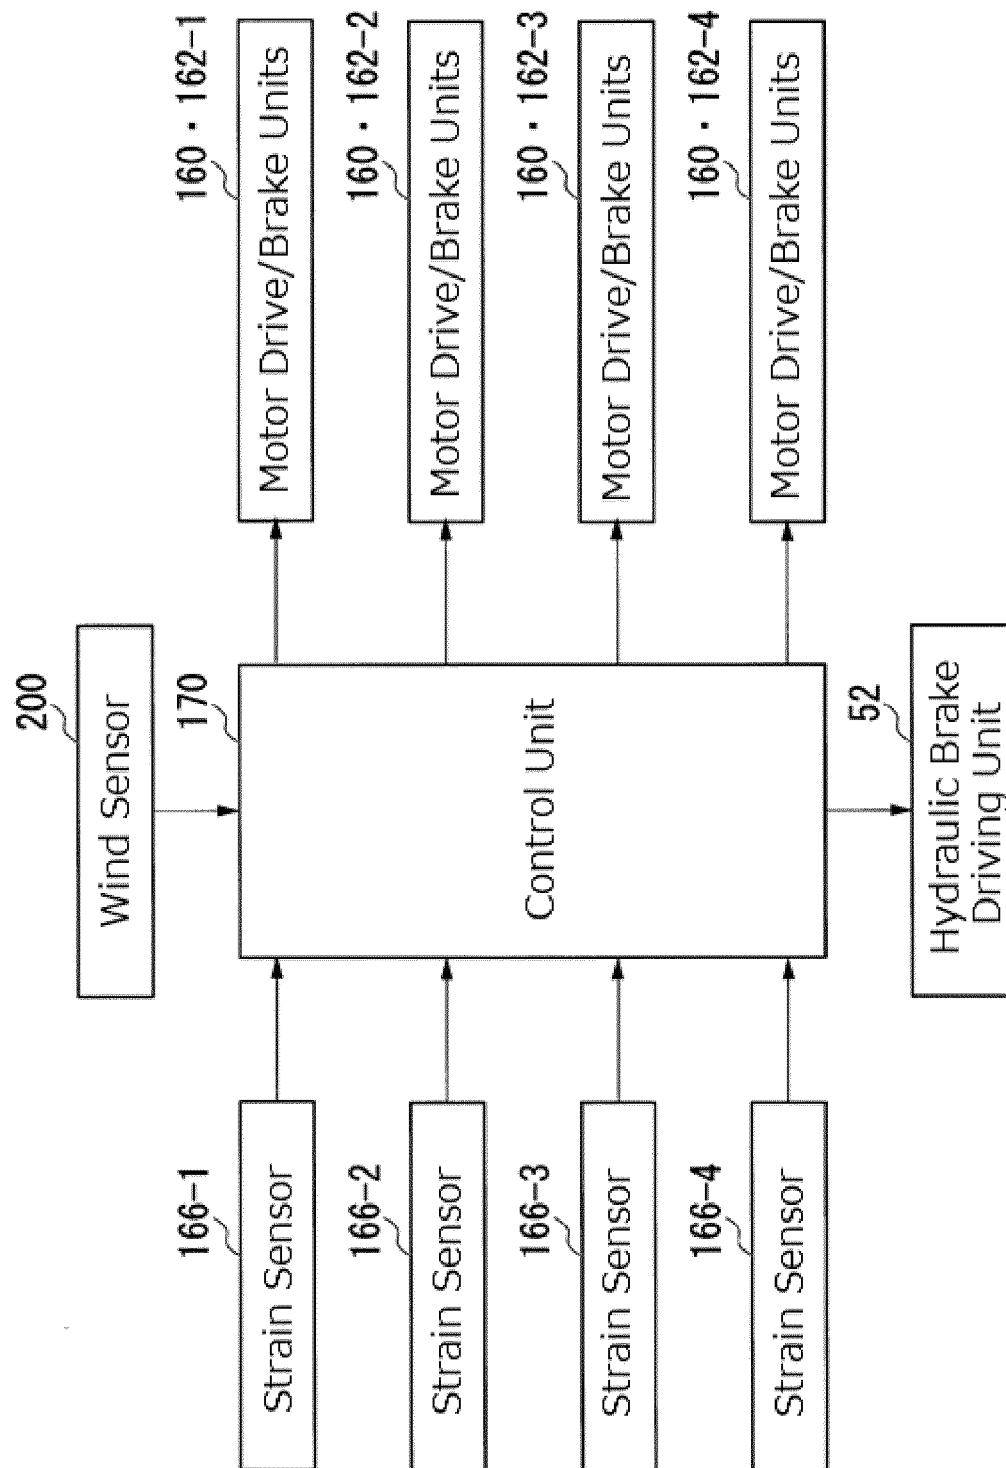 200
Wind Sensor
166-1
Strain Sensor
166-2
Strain Sensor
166-3
Strain Sensor
166-4
Strain Sensor
170
Control Unit
160・162-1
Motor Drive/Brake Units
160・162-2
Motor Drive/Brake Units
160・162-3
Motor Drive/Brake Units
160・162-4
Motor Drive/Brake Units
52
Hydraulic Brake
Driving Unit